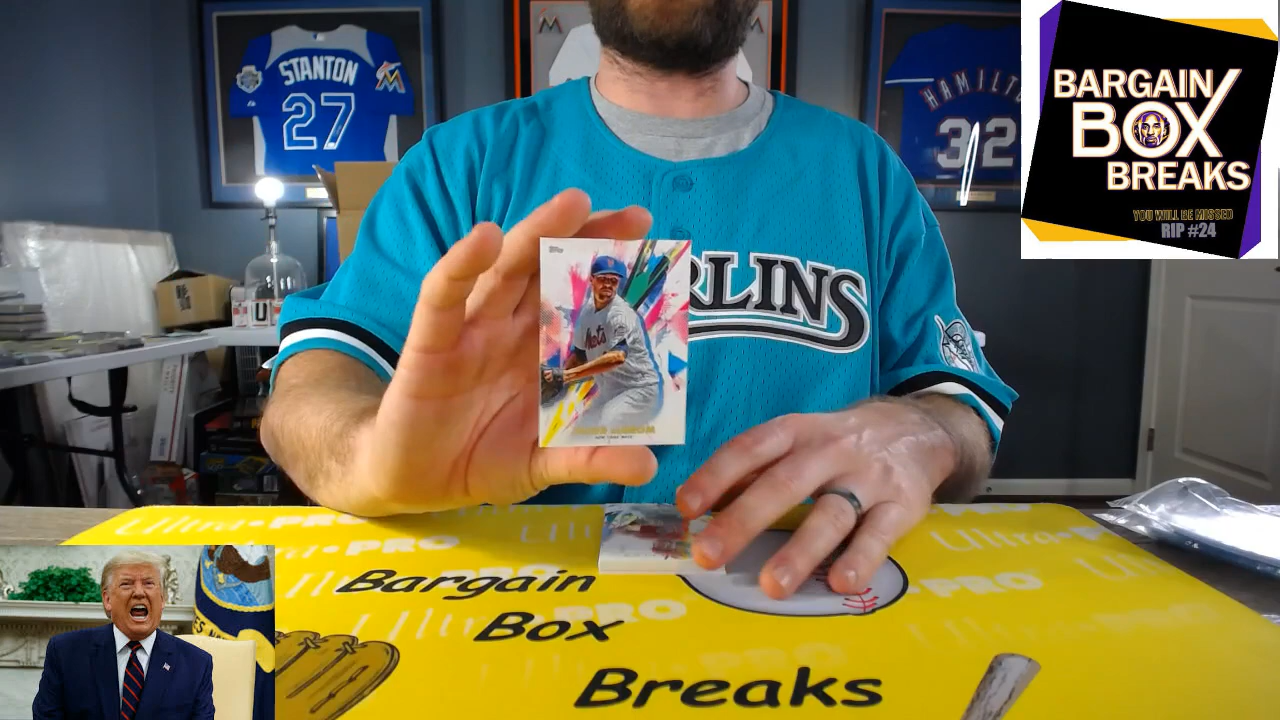 STANTON
27
HAMILT
32
BARGAIN
BOX
BREAKS
YOU WILL BE MISSED
RIP #24
RLINS
Mets
Ultra PRO
Bargain
Box
Breaks